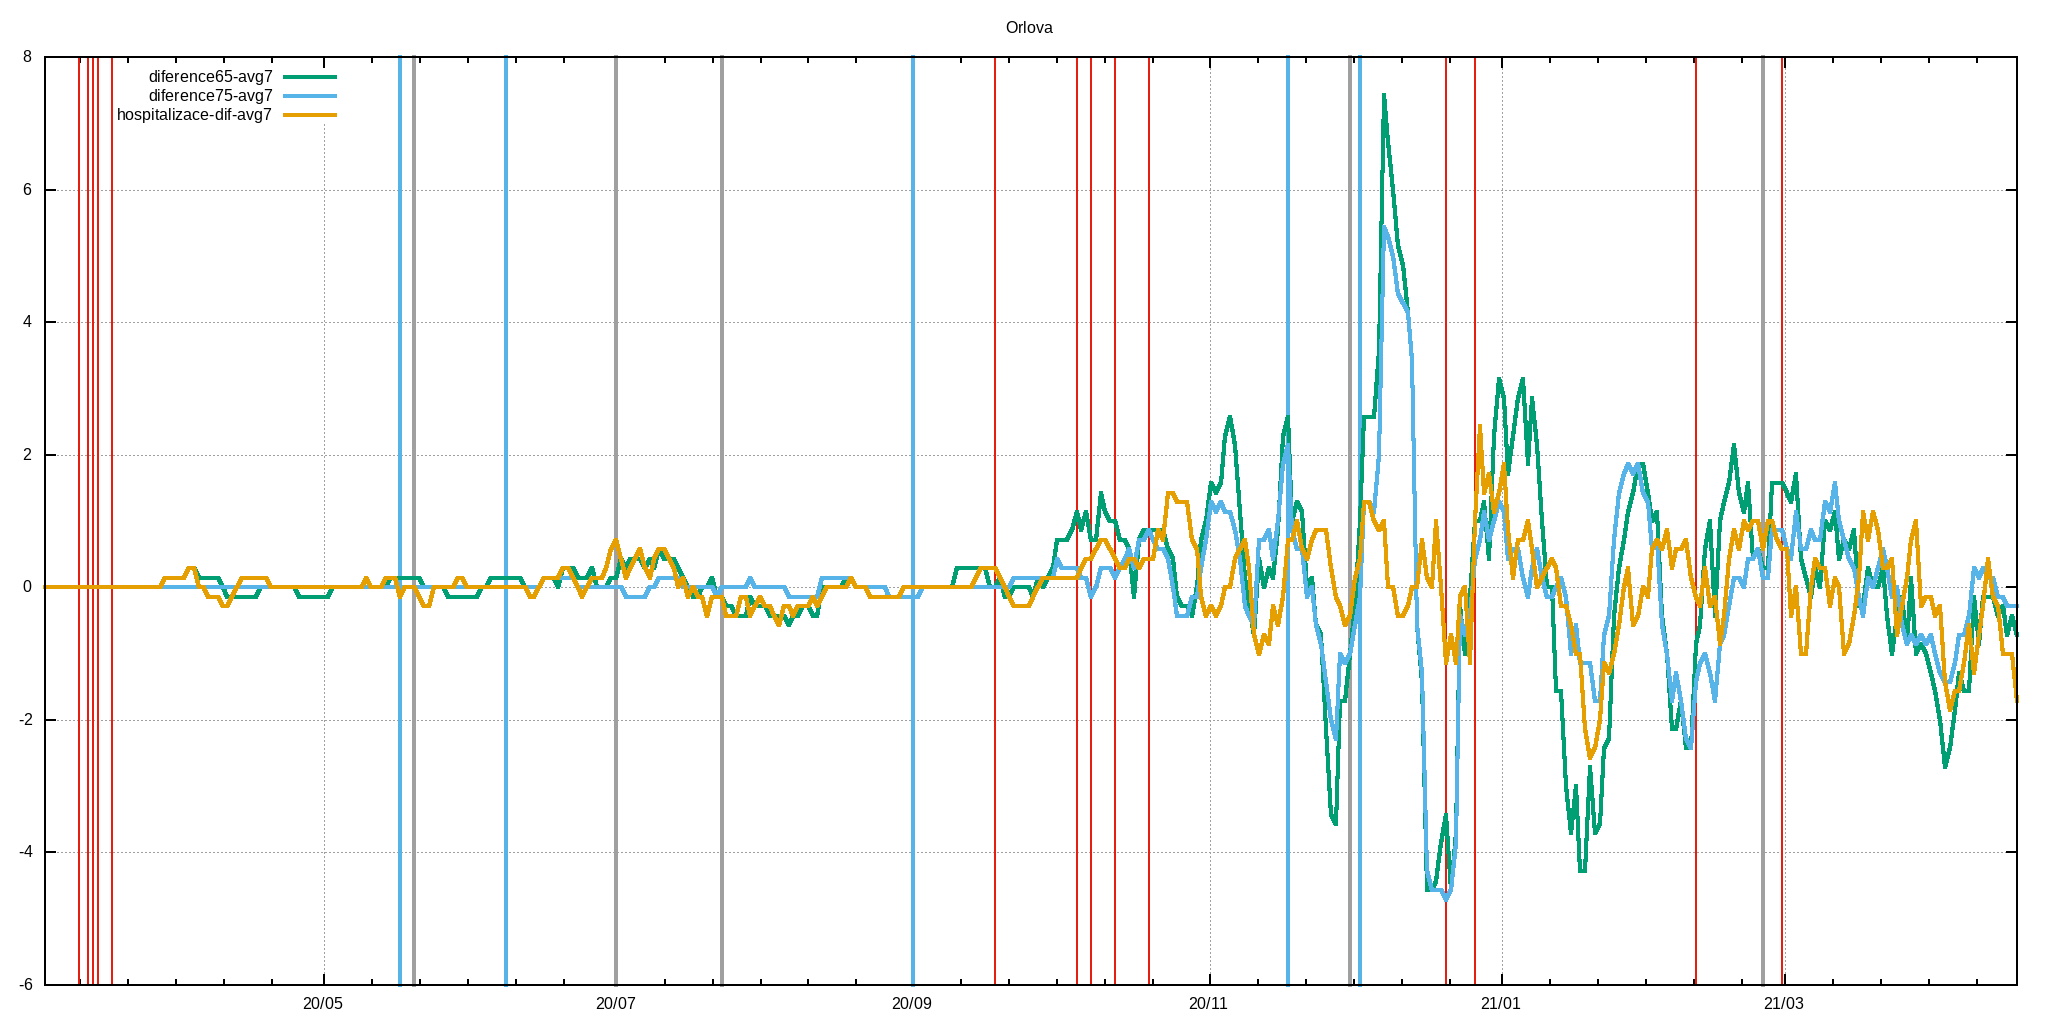 Orlova
8
diference65-avg7
diference75-avg7
hospitalizace-dif-avg7
6
4
2
0
-2
-4
-6
20/05 20/07 20/09 20/11 21/01 21/03